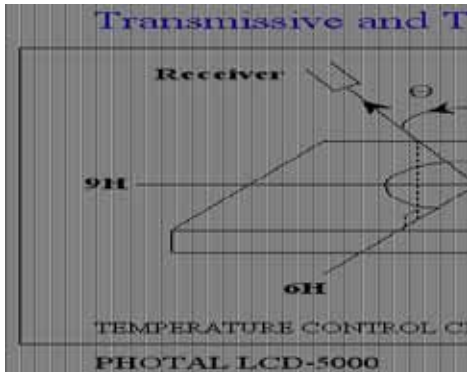 Transmissive and T
Receiver
Θ
9H
6H
TEMPERATURE CONTROL C
PHOTAL LCD-5000